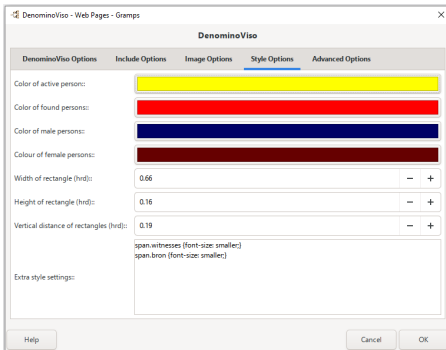 DenominoViso - Web Pages - Gramps
DenominoViso
DenominoViso Options Include Options Image Options Style Options Advanced Options
Color of active person::
Color of found persons::
Color of male persons::
Colour of female persons::
Width of rectangle (hrd):: 0.66
Height of rectangle (hrd):: 0.16
Vertical distance of rectangles (hrd):: 0.19
span.witnesses {font-size: smaller;}
span.bron {font-size: smaller;}
Extra style settings::
Help Cancel OK